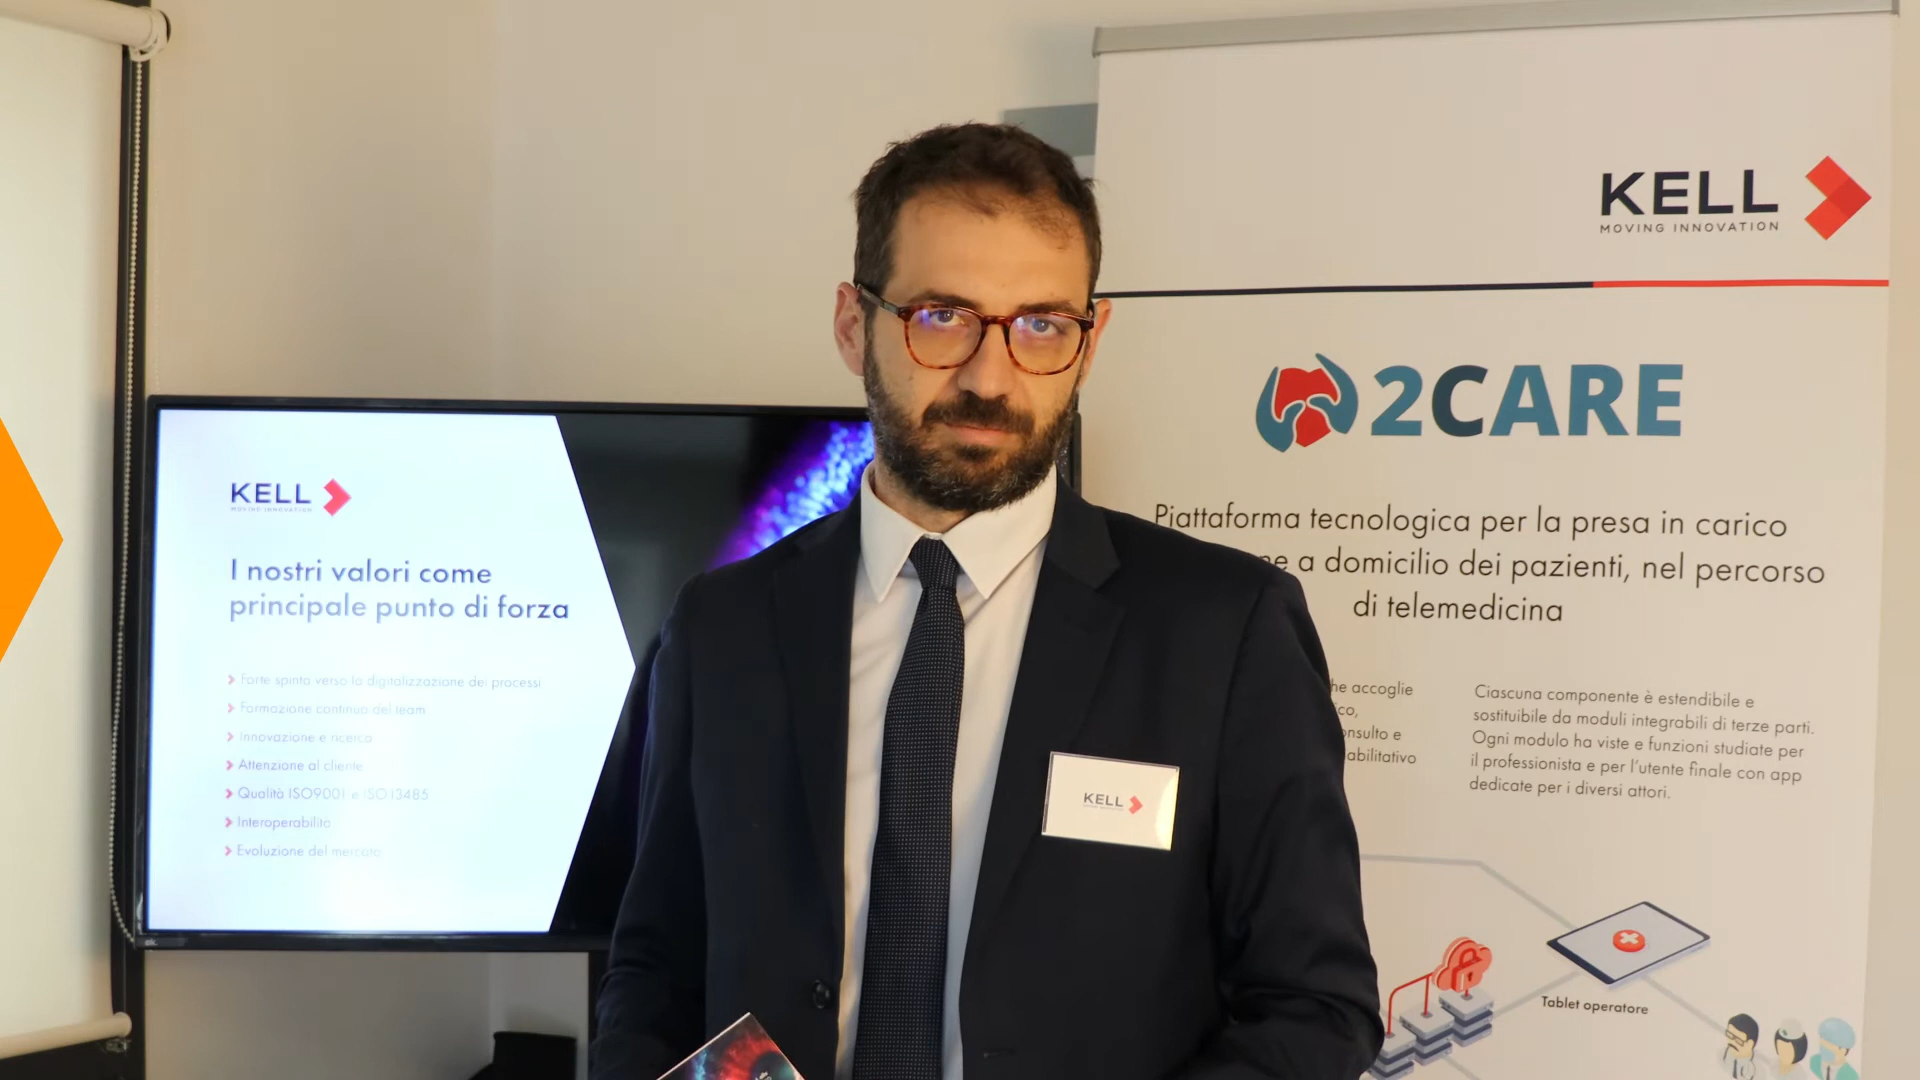 KELL
MOVING INNOVATION
I nostri valori come
principale punto di forza
Forte spinta verso la digitalizzazione dei processi
Formazione continua del team
Innovazione e ricerca
Attenzione al cliente
Qualità ISO9001 e ISO13485
Interoperabilità
Evoluzione del mercato
KELL
KELL
MOVING INNOVATION
2CARE
Piattaforma tecnologica per la presa in carico
a domicilio dei pazienti, nel percorso
di telemedicina
accoglie
e
Ciascuna componente è estendibile e
sostituibile da moduli integrabili di terze parti.
Ogni modulo ha viste e funzioni studiate per
il professionista e per l'utente finale con app
dedicate per i diversi attori.
Tablet operatore